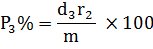 P₃% = d₃r₂/m × 100